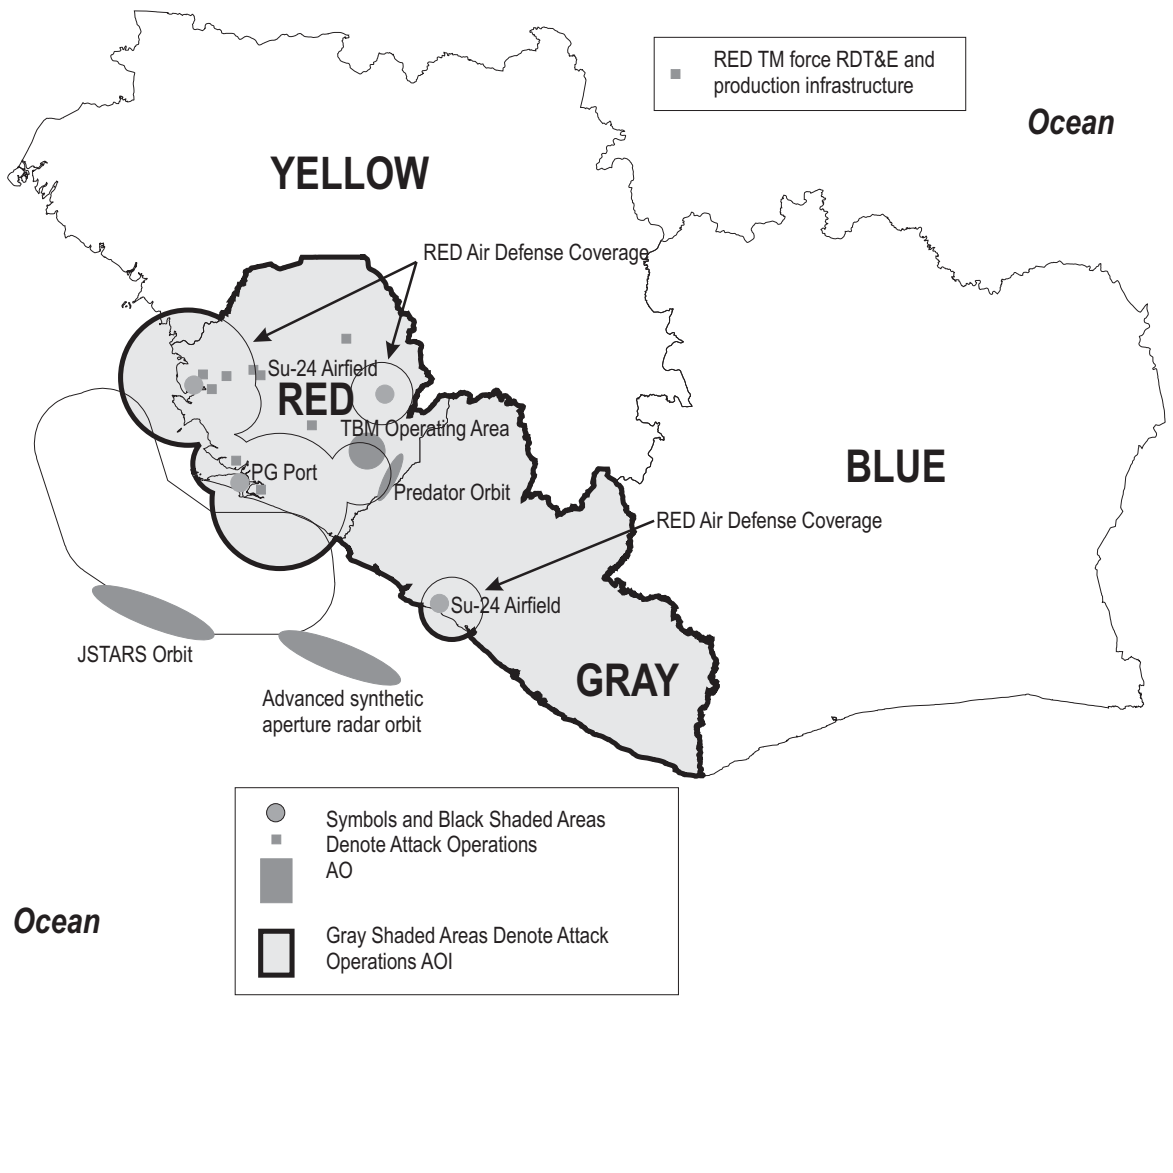 RED TM force RDT&E and
production infrastructure
Ocean
YELLOW
RED Air Defense Coverage
Su-24 Airfield
RED
TBM Operating Area
BLUE
PG Port
Predator Orbit
RED Air Defense Coverage
Su-24 Airfield
JSTARS Orbit
GRAY
Advanced synthetic
aperture radar orbit
Symbols and Black Shaded Areas
Denote Attack Operations
AO
Ocean
Gray Shaded Areas Denote Attack
Operations AOI